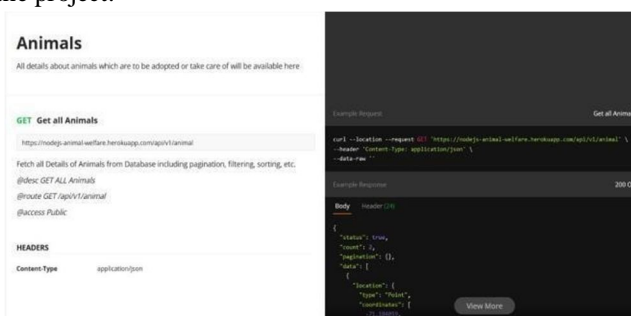 the project.
Animals
All details about animals which are to be adopted or take care of will be available here
GET Get all Animals
https://nodejs-animal-welfare.herokuapp.com/api/v1/animal
Fetch all Details of Animals from Database including pagination, filtering, sorting, etc.
@desc GET ALL Animals
@route GET /api/v1/animal
@access Public
HEADERS
Content-Type application/json
Example Request Get all Anima
curl --location --request GET 'https://nodejs-animal-welfare.herokuapp.com/api/v1/animal' \
--header 'Content-Type: application/json' \
--data-raw ''
Example Response 200 O
Body Header
{
"status": true,
"count": 2,
"pagination": {},
"data": [
{
"location": {
"type": "Point",
"coordinates": [
View More